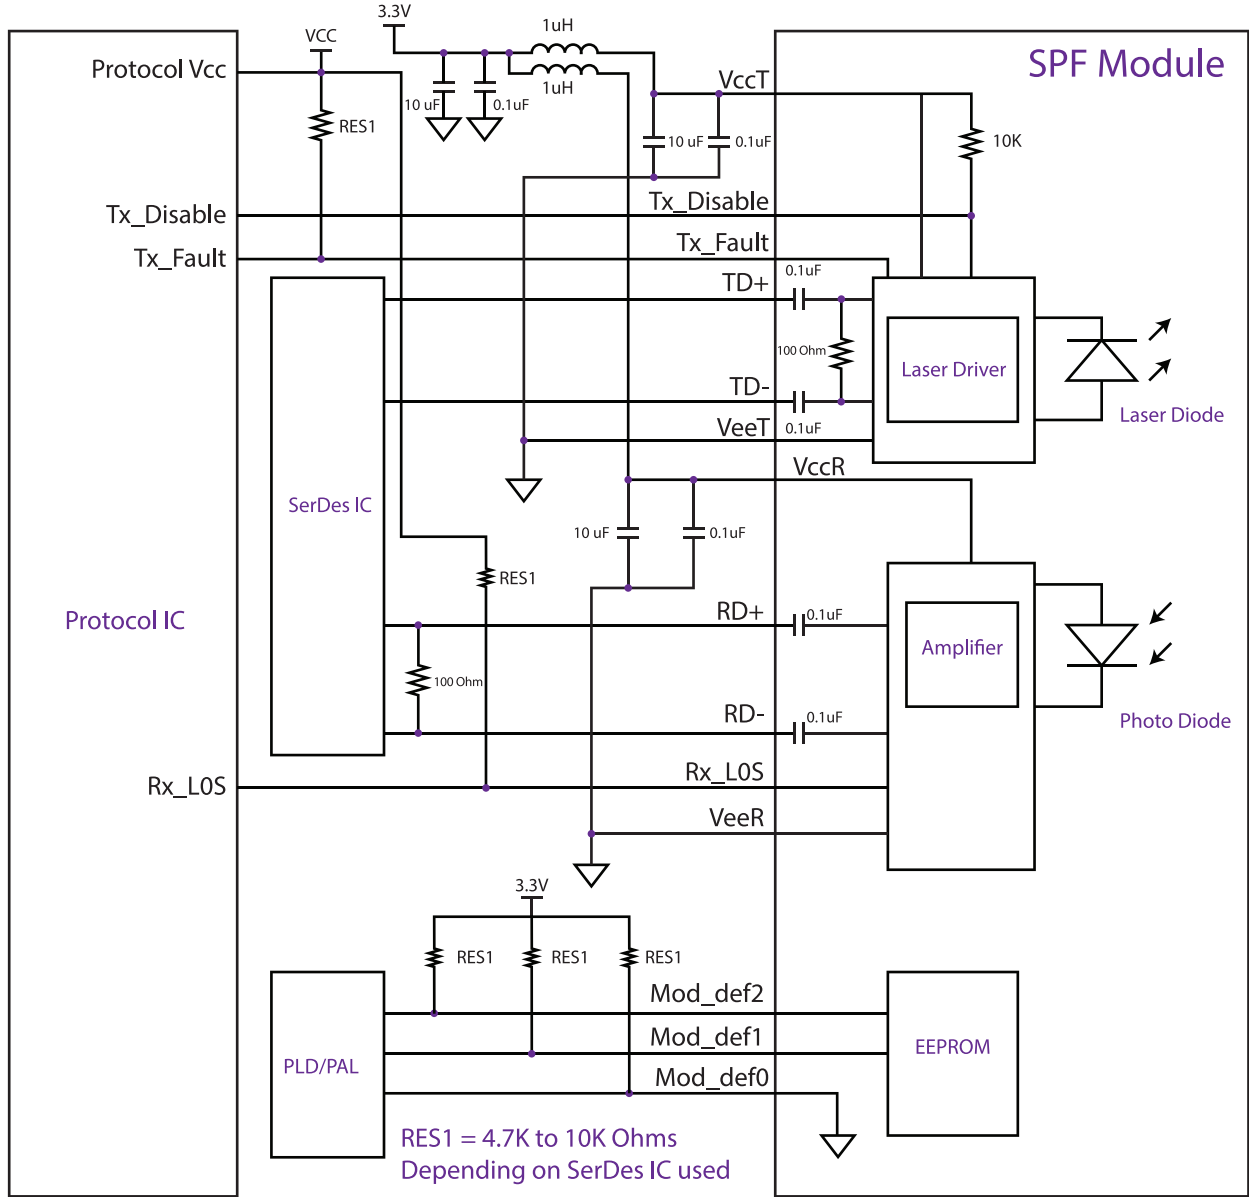 3.3V
1uH
VCC
SPF Module
Protocol Vcc
VccT
1uH
10 uF
0.1uF
RES1
10 uF
0.1uF
10K
Tx_Disable
Tx_Disable
Tx_Fault
Tx_Fault
TD+
0.1uF
100 Ohm
Laser Driver
TD-
Laser Diode
VeeT
0.1uF
VccR
SerDes IC
10 uF
0.1uF
RES1
Protocol IC
RD+
0.1uF
Amplifier
100 Ohm
RD-
0.1uF
Photo Diode
Rx_L0S
Rx_L0S
VeeR
3.3V
RES1
RES1
RES1
Mod_def2
Mod_def1
EEPROM
PLD/PAL
Mod_def0
RES1 = 4.7K to 10K Ohms
Depending on SerDes IC used